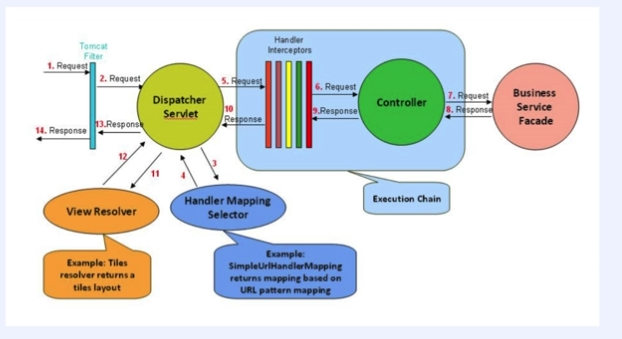 Tomcat
Filter
Handler
Interceptors
1. Request
2. Request
5. Request
6. Request
7. Request
8. Response
9.Response
10
Response
13.Response
14. Response
Dispatcher
Servlet
Controller
Business
Service
Facade
12
11
3
4
View Resolver
Handler Mapping
Selector
Execution Chain
Example: Tiles
resolver returns a
tiles layout
Example:
SimpleUrlHandlerMapping
returns mapping based on
URL pattern mapping